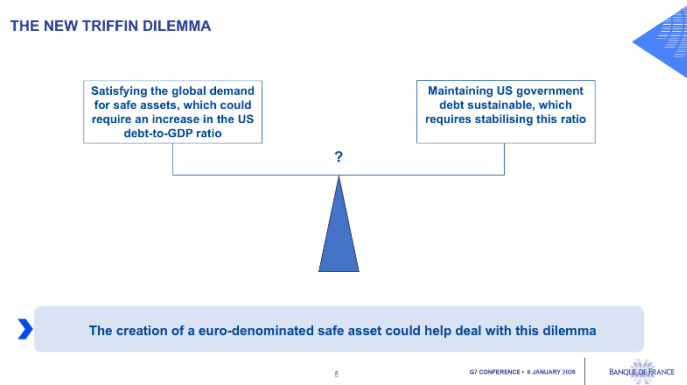 THE NEW TRIFFIN DILEMMA
Satisfying the global demand
for safe assets, which could
require an increase in the US
debt-to-GDP ratio
Maintaining US government
debt sustainable, which
requires stabilising this ratio
?
The creation of a euro-denominated safe asset could help deal with this dilemma
G7 CONFERENCE • 6 JANUARY 2026
BANQUE DE FRANCE